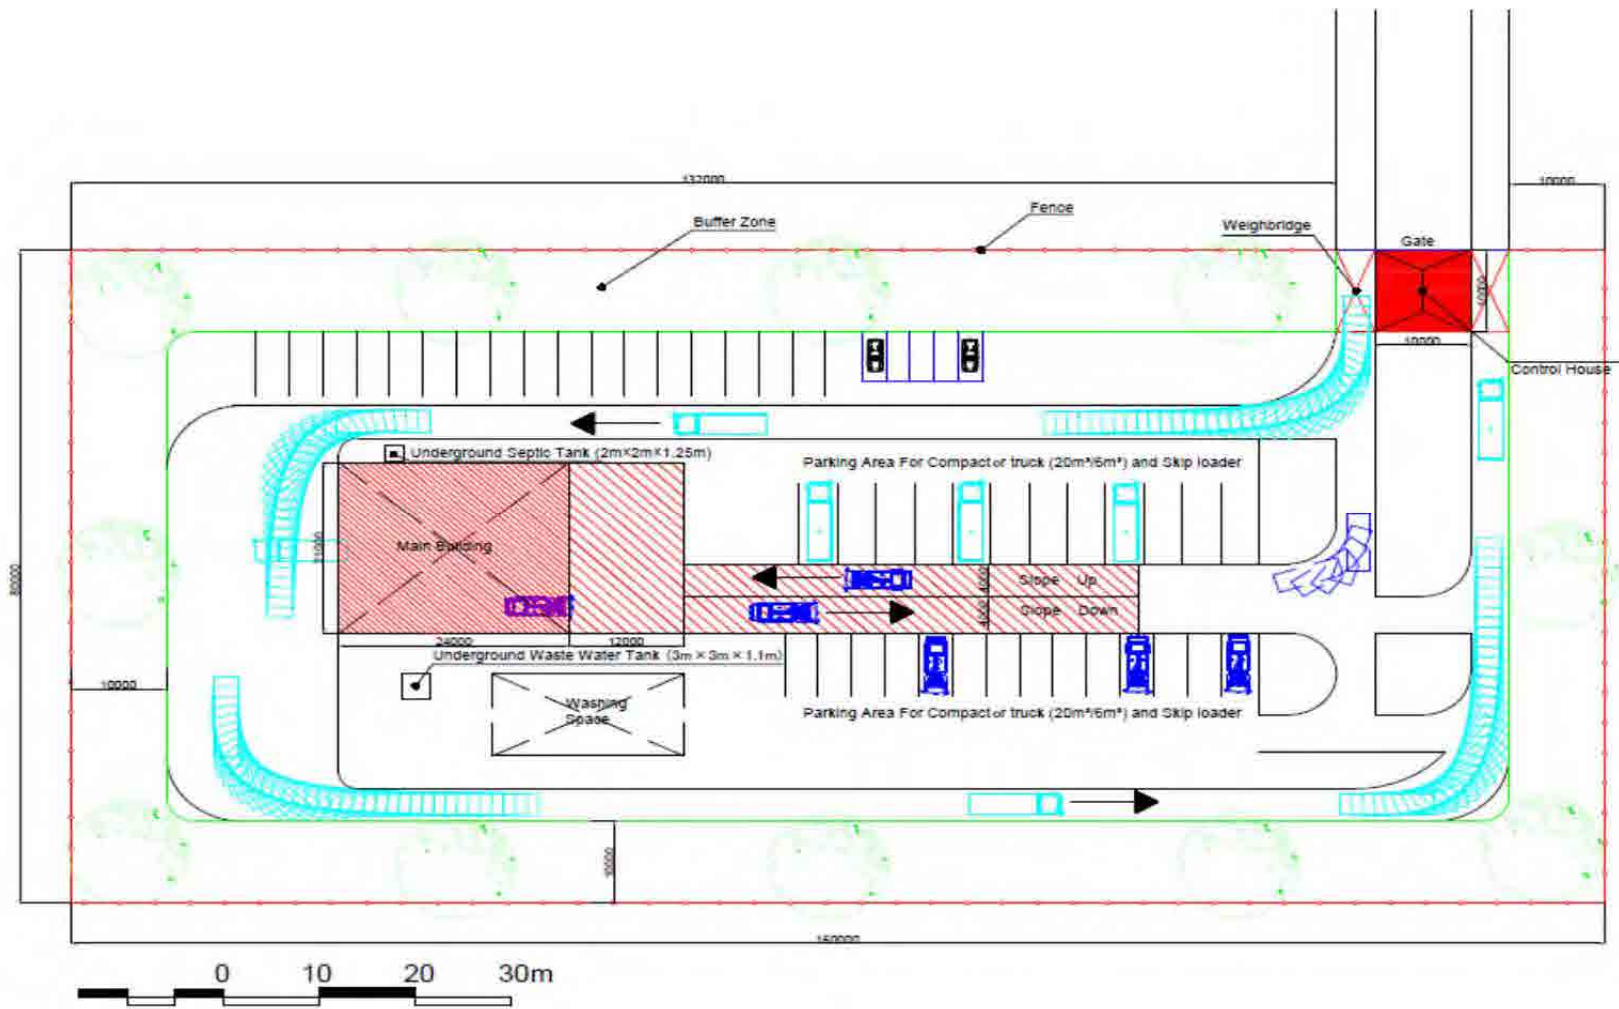 132000
10000
Fence
Buffer Zone
Weighbridge
Gate
10000
10000
Control House
Underground Septic Tank (2m×2m×1.25m)
Parking Area For Compactor truck (20m³/6m³) and Skip loader
Main Building
21000
80000
4000
Slope Up
4000
Slope Down
24000
12000
Underground Waste Water Tank (3m × 3m × 1.1m)
10000
Washing
Space
Parking Area For Compactor truck (20m³/6m³) and Skip loader
10000
160000
0 10 20 30m